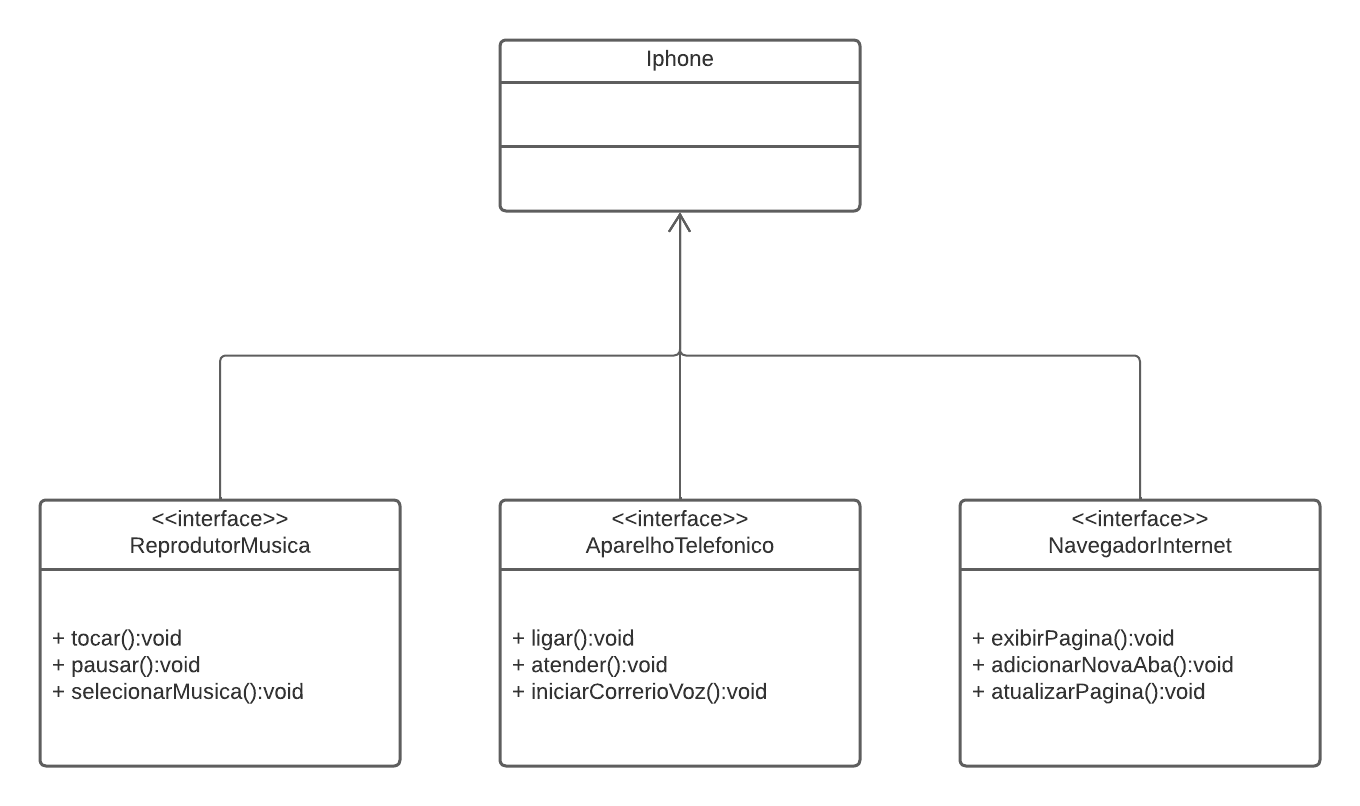 Iphone
<<interface>>
ReprodutorMusica
+ tocar():void
+ pausar():void
+ selecionarMusica():void
<<interface>>
AparelhoTelefonico
+ ligar():void
+ atender():void
+ iniciarCorrerioVoz():void
<<interface>>
NavegadorInternet
+ exibirPagina():void
+ adicionarNovaAba():void
+ atualizarPagina():void